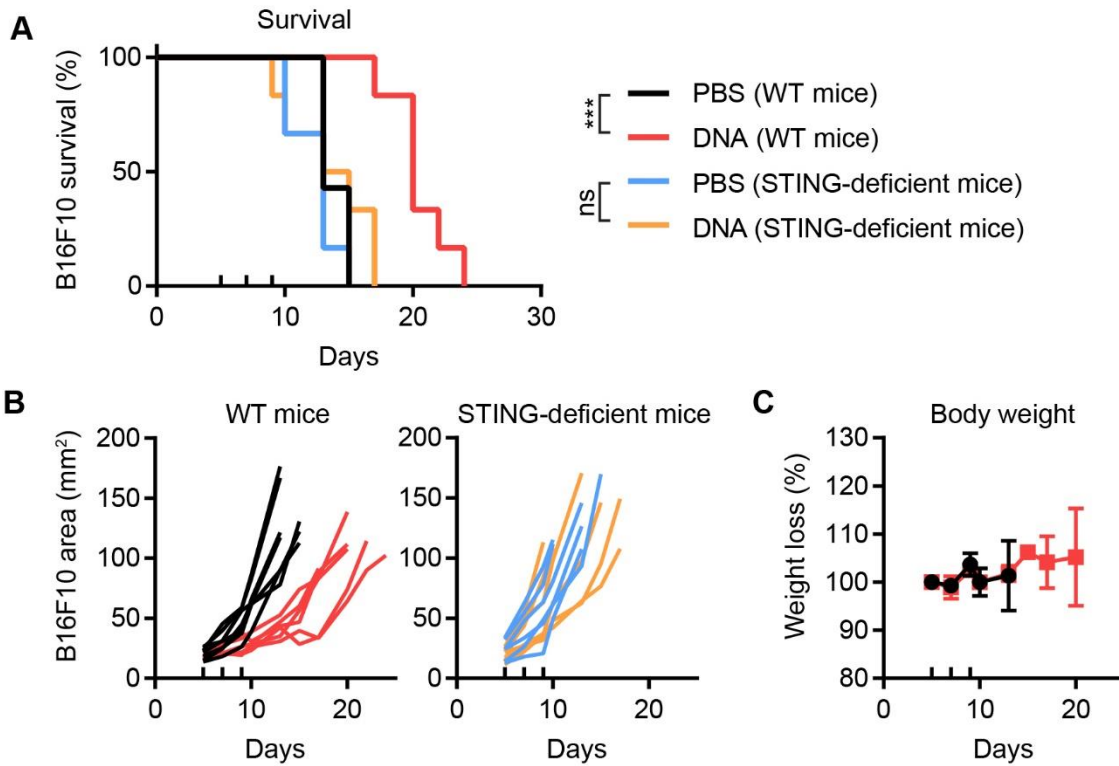 A
Survival
B16F10 survival (%)
100
50
0
0 10 20 30
Days
*** PBS (WT mice)
DNA (WT mice)
ns PBS (STING-deficient mice)
DNA (STING-deficient mice)
B
WT mice
B16F10 area (mm²)
200
150
100
50
0
0 10 20
Days
STING-deficient mice
200
150
100
50
0
0 10 20
Days
C
Body weight
Weight loss (%)
130
120
110
100
90
80
0 10 20
Days